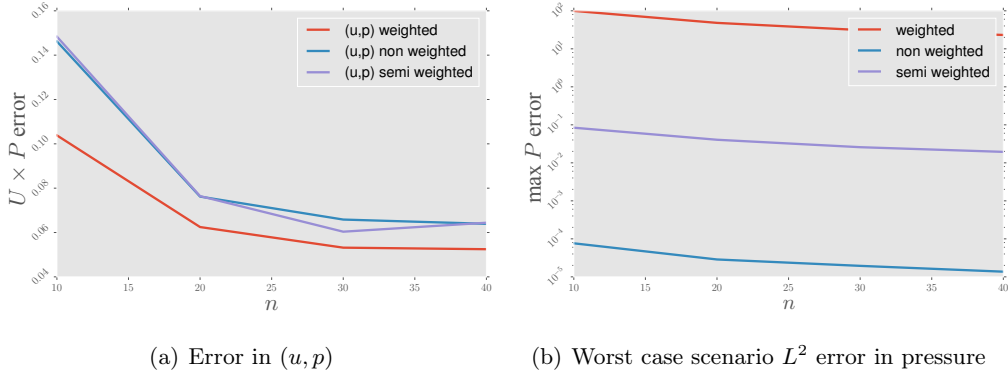 0.16
0.14
0.12
0.10
0.08
0.06
0.04
U × P error
(u,p) weighted
(u,p) non weighted
(u,p) semi weighted
10 15 20 25 30 35 40
n
(a) Error in (u, p)
10²
10¹
10⁰
10⁻¹
10⁻²
10⁻³
10⁻⁴
10⁻⁵
max P error
weighted
non weighted
semi weighted
10 15 20 25 30 35 40
n
(b) Worst case scenario L² error in pressure